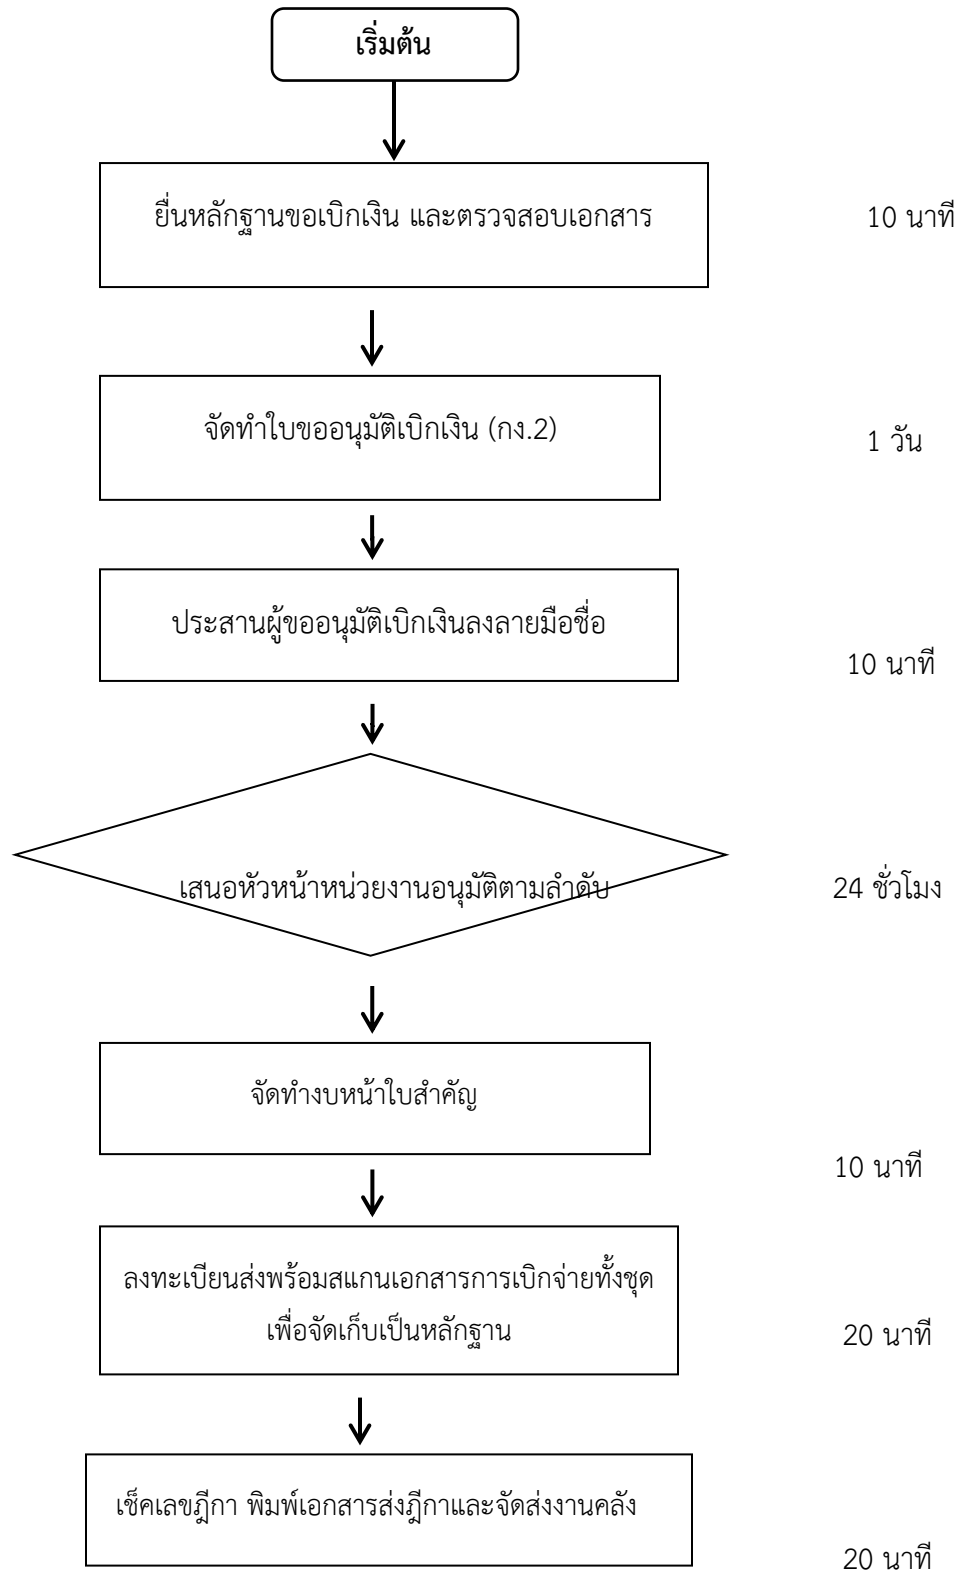 เริ่มต้น
ยื่นหลักฐานขอเบิกเงิน และตรวจสอบเอกสาร
10 นาที
จัดทำใบขออนุมัติเบิกเงิน (กง.2)
1 วัน
ประสานผู้ขออนุมัติเบิกเงินลงลายมือชื่อ
10 นาที
เสนอหัวหน้าหน่วยงานอนุมัติตามลำดับ
24 ชั่วโมง
จัดทำงบหน้าใบสำคัญ
10 นาที
ลงทะเบียนส่งพร้อมสแกนเอกสารการเบิกจ่ายทั้งชุด
เพื่อจัดเก็บเป็นหลักฐาน
20 นาที
เช็คเลขฎีกา พิมพ์เอกสารส่งฎีกาและจัดส่งงานคลัง
20 นาที